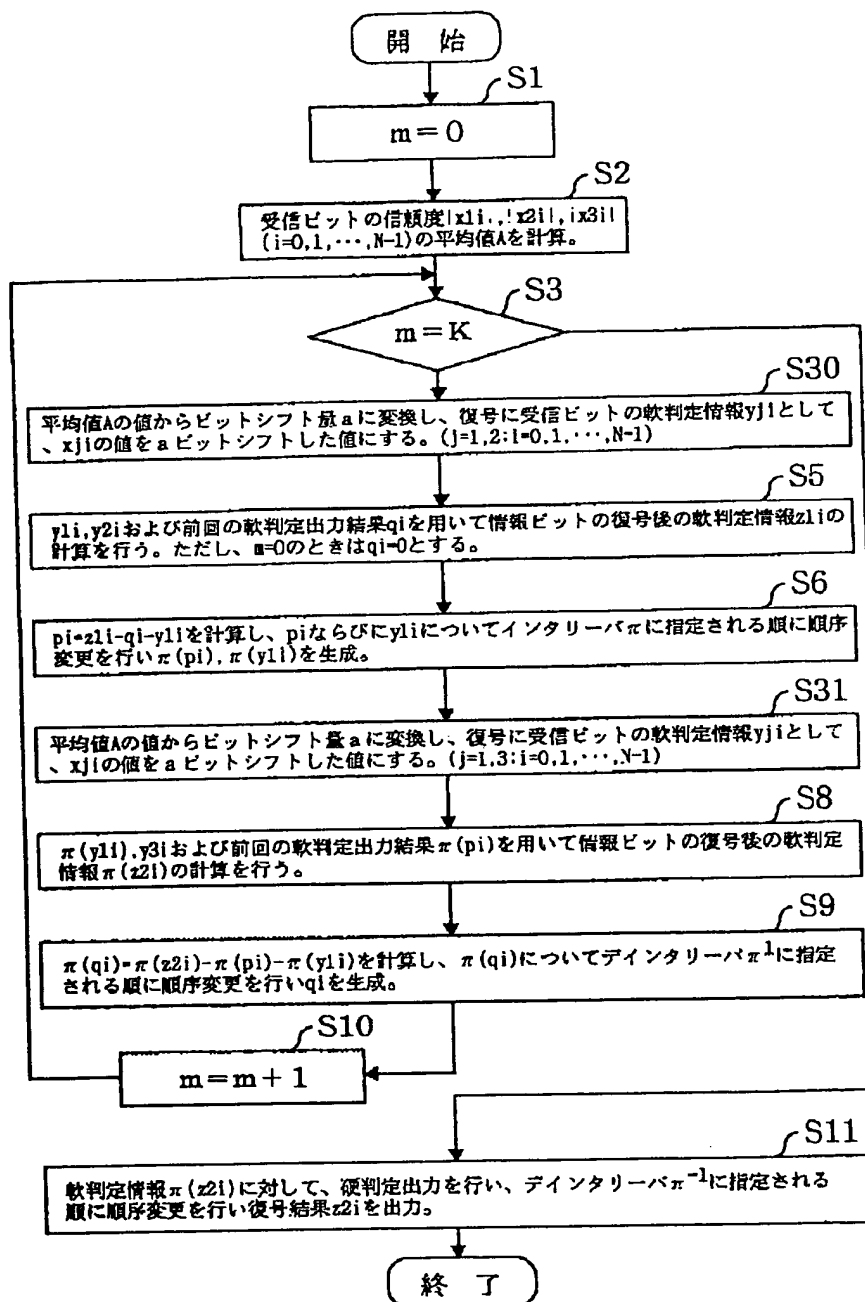 開 始
S1
m=0
S2
受信ビットの信頼度|x1i|,|x2i|,|x3i|
(i=0,1,···,N-1)の平均値Aを計算。
S3
m=K
S30
平均値Aの値からビットシフト量aに変換し、復号に受信ビットの軟判定情報yjiとして
、xjiの値をaビットシフトした値にする。(j=1,2;i=0,1,···,N-1)
S5
y1i,y2iおよび前回の軟判定出力結果qiを用いて情報ビットの復号後の軟判定情報z1iの
計算を行う。ただし、m=0のときはqi=0とする。
S6
pi=z1i-qi-y1iを計算し、piならびにy1iについてインタリーバπに指定される順に順序
変更を行いπ(pi),π(y1i)を生成。
S31
平均値Aの値からビットシフト量aに変換し、復号に受信ビットの軟判定情報yjiとして
、xjiの値をaビットシフトした値にする。(j=1,3;i=0,1,···,N-1)
S8
π(y1i),y3iおよび前回の軟判定出力結果π(pi)を用いて情報ビットの復号後の軟判定
情報π(z2i)の計算を行う。
S9
π(qi)=π(z2i)-π(pi)-π(y1i)を計算し、π(qi)についてデインタリーバπ¹に指定
される順に順序変更を行いqiを生成。
S10
m=m+1
S11
軟判定情報π(z2i)に対して、硬判定出力を行い、デインタリーバπ⁻¹に指定される
順に順序変更を行い復号結果z2iを出力。
終 了